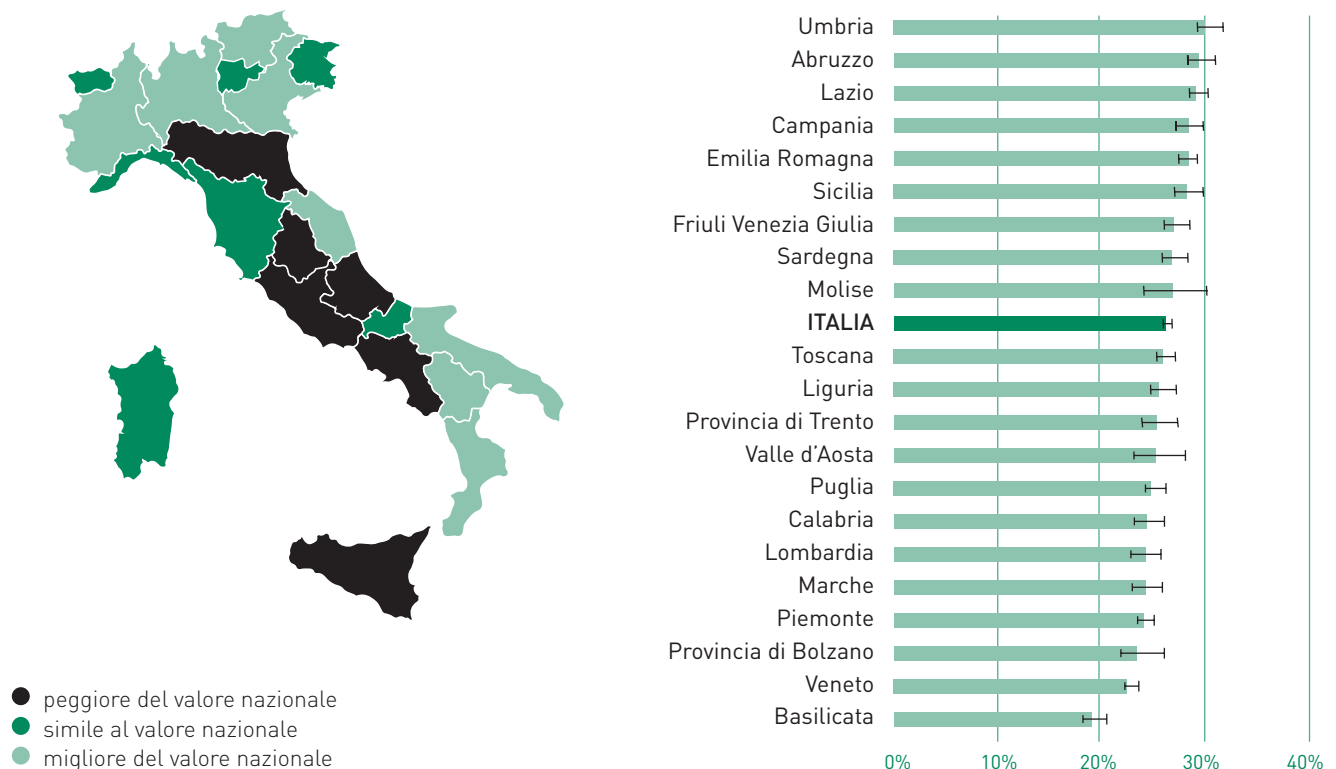 peggiore del valore nazionale
simile al valore nazionale
migliore del valore nazionale
Umbria
Abruzzo
Lazio
Campania
Emilia Romagna
Sicilia
Friuli Venezia Giulia
Sardegna
Molise
ITALIA
Toscana
Liguria
Provincia di Trento
Valle d’Aosta
Puglia
Calabria
Lombardia
Marche
Piemonte
Provincia di Bolzano
Veneto
Basilicata
0% 10% 20% 30% 40%